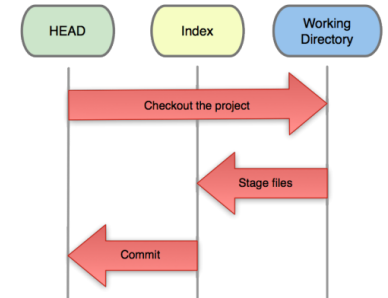 HEAD
Index
Working
Directory
Checkout the project
Stage files
Commit